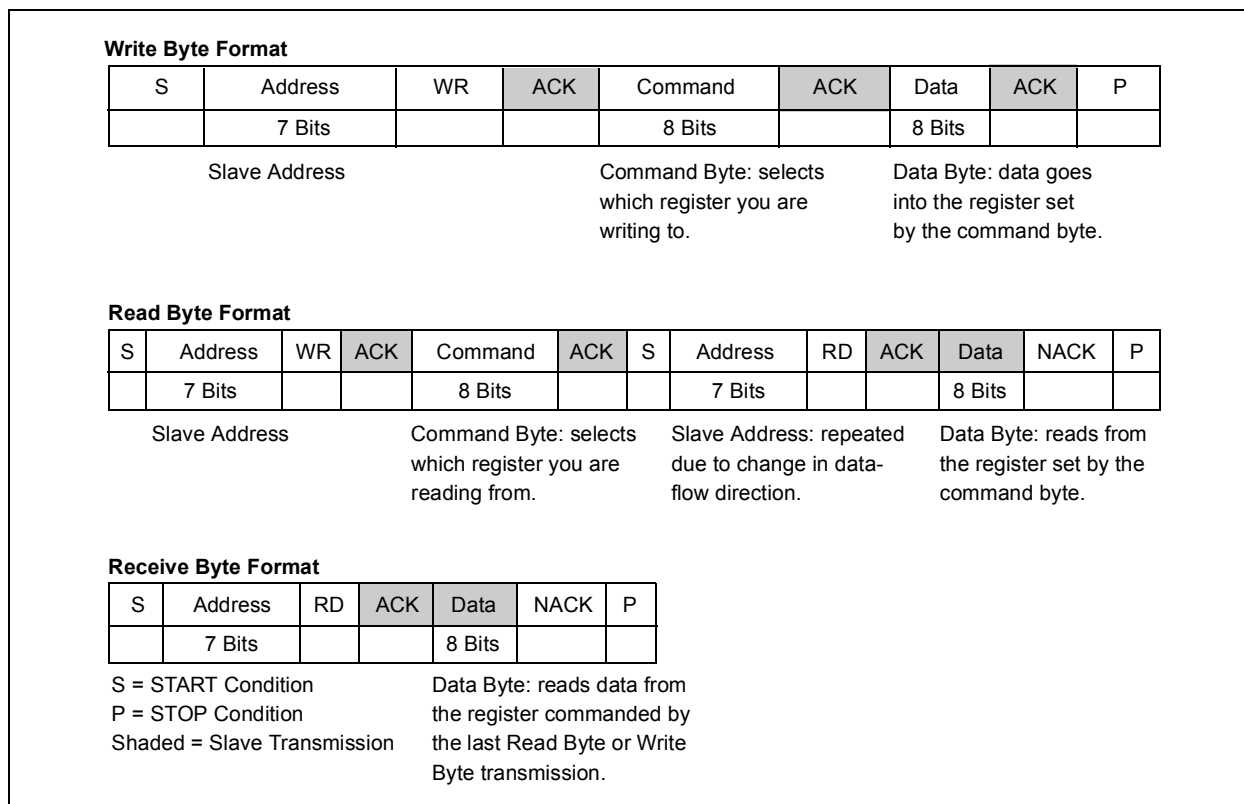 Write Byte Format
S Address WR ACK Command ACK Data ACK P
7 Bits 8 Bits 8 Bits
Slave Address
Command Byte: selects
which register you are
writing to.
Data Byte: data goes
into the register set
by the command byte.
Read Byte Format
S Address WR ACK Command ACK S Address RD ACK Data NACK P
7 Bits 8 Bits 7 Bits 8 Bits
Slave Address
Command Byte: selects
which register you are
reading from.
Slave Address: repeated
due to change in data-
flow direction.
Data Byte: reads from
the register set by the
command byte.
Receive Byte Format
S Address RD ACK Data NACK P
7 Bits 8 Bits
S = START Condition
P = STOP Condition
Shaded = Slave Transmission
Data Byte: reads data from
the register commanded by
the last Read Byte or Write
Byte transmission.